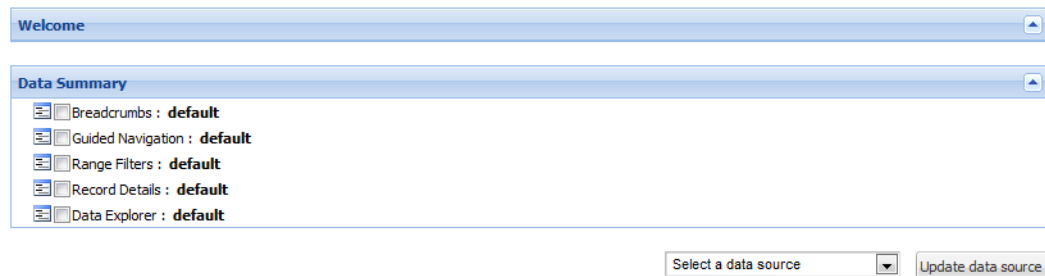 Welcome
Data Summary
Breadcrumbs : default
Guided Navigation : default
Range Filters : default
Record Details : default
Data Explorer : default
Select a data source Update data source